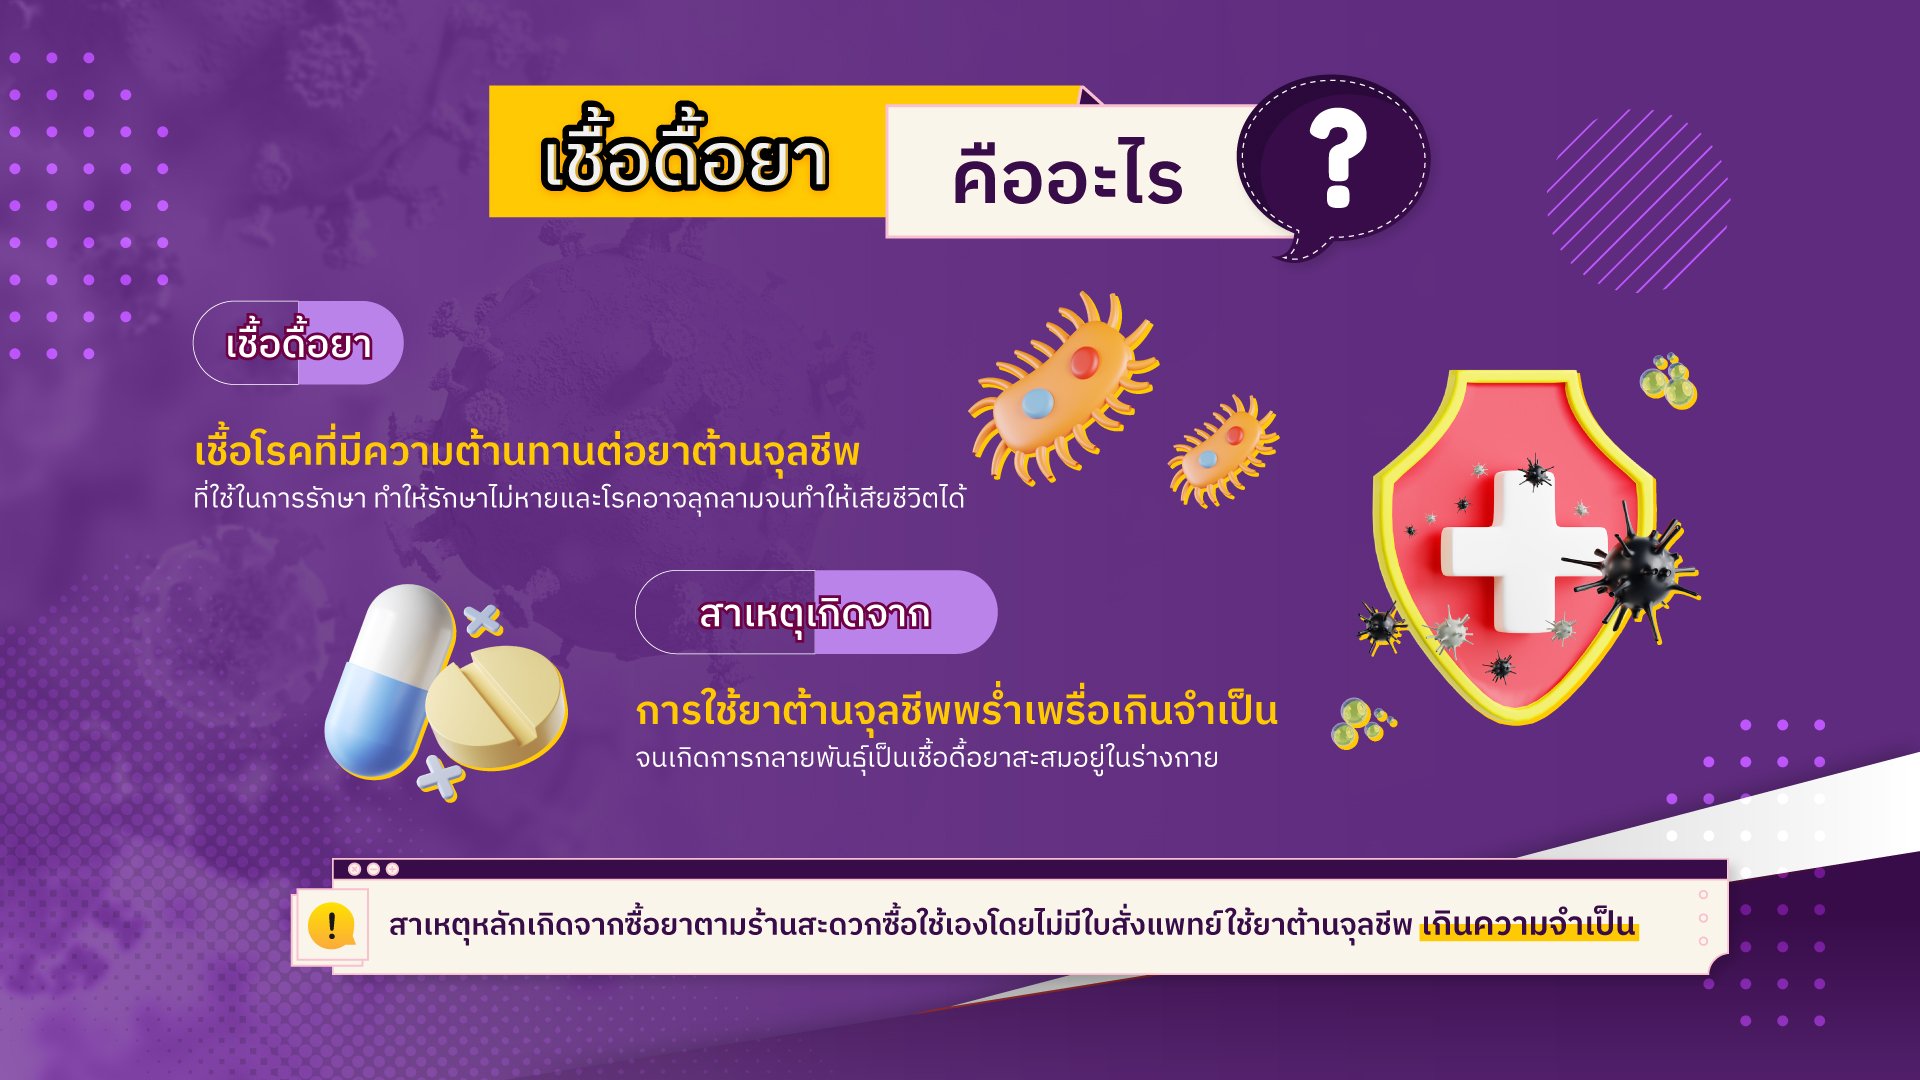 เชื้อดื้อยา
คืออะไร
?
เชื้อดื้อยา
เชื้อโรคที่มีความต้านทานต่อยาต้านจุลชีพ
ที่ใช้ในการรักษา ทำให้รักษาไม่หายและโรคอาจลุกลามจนทำให้เสียชีวิตได้
สาเหตุเกิดจาก
การใช้ยาต้านจุลชีพพร่ำเพรื่อเกินจำเป็น
จนเกิดการกลายพันธุ์เป็นเชื้อดื้อยาสะสมอยู่ในร่างกาย
! สาเหตุหลักเกิดจากซื้อยาตามร้านสะดวกซื้อใช้เองโดยไม่มีใบสั่งแพทย์ใช้ยาต้านจุลชีพ เกินความจำเป็น